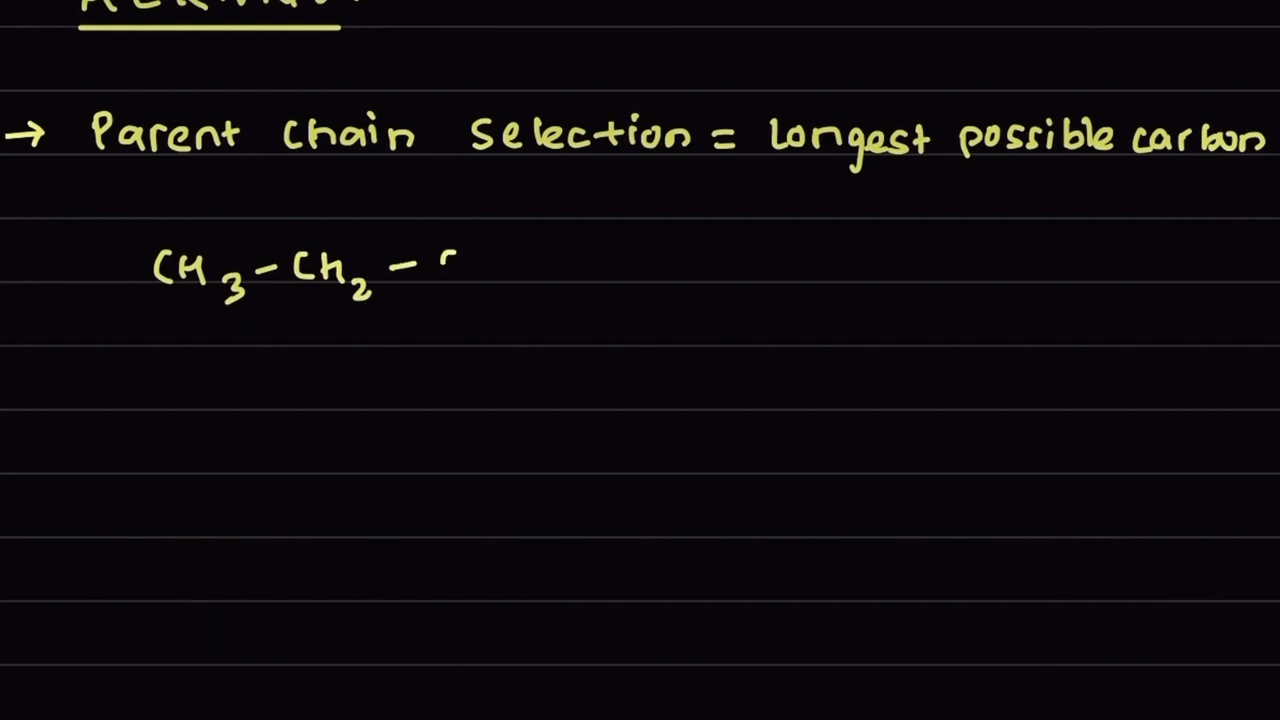 → Parent chain selection = longest possible carbon
CH₃ - CH₂ -